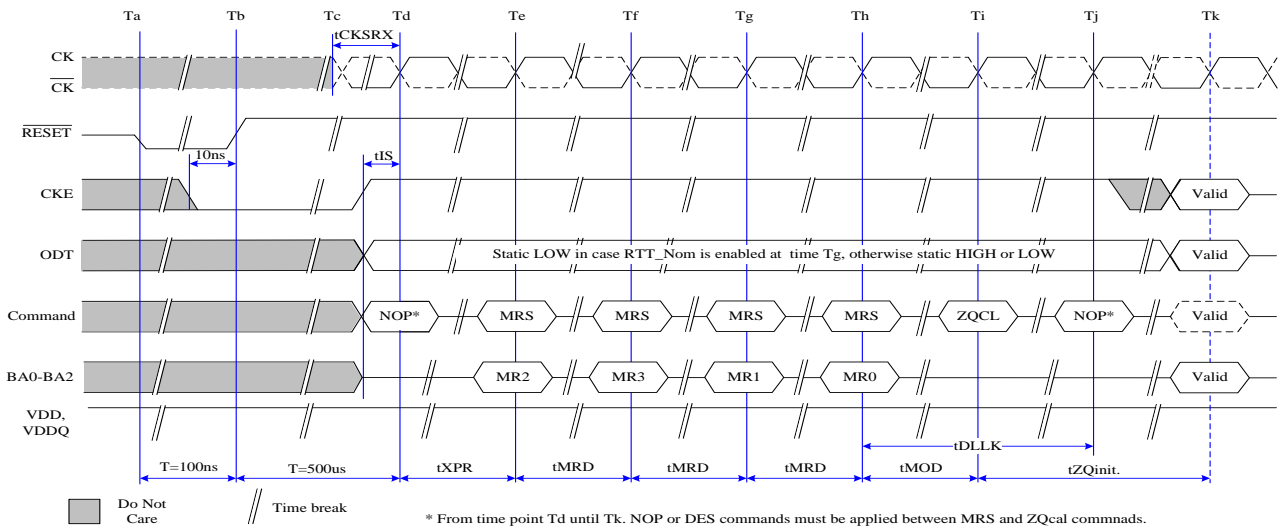 Ta Tb Tc Td Te Tf Tg Th Ti Tj Tk
tCKSRX
CK
CK
RESET
10ns
tIS
CKE
Valid
ODT
Static LOW in case RTT_Nom is enabled at time Tg, otherwise static HIGH or LOW
Valid
Command
NOP* MRS MRS MRS MRS ZQCL NOP* Valid
BA0-BA2
MR2 MR3 MR1 MR0 Valid
VDD,
VDDQ
tDLLK
T=100ns T=500us tXPR tMRD tMRD tMRD tMOD tZQinit.
Do Not
Care
Time break
* From time point Td until Tk. NOP or DES commands must be applied between MRS and ZQcal commnads.